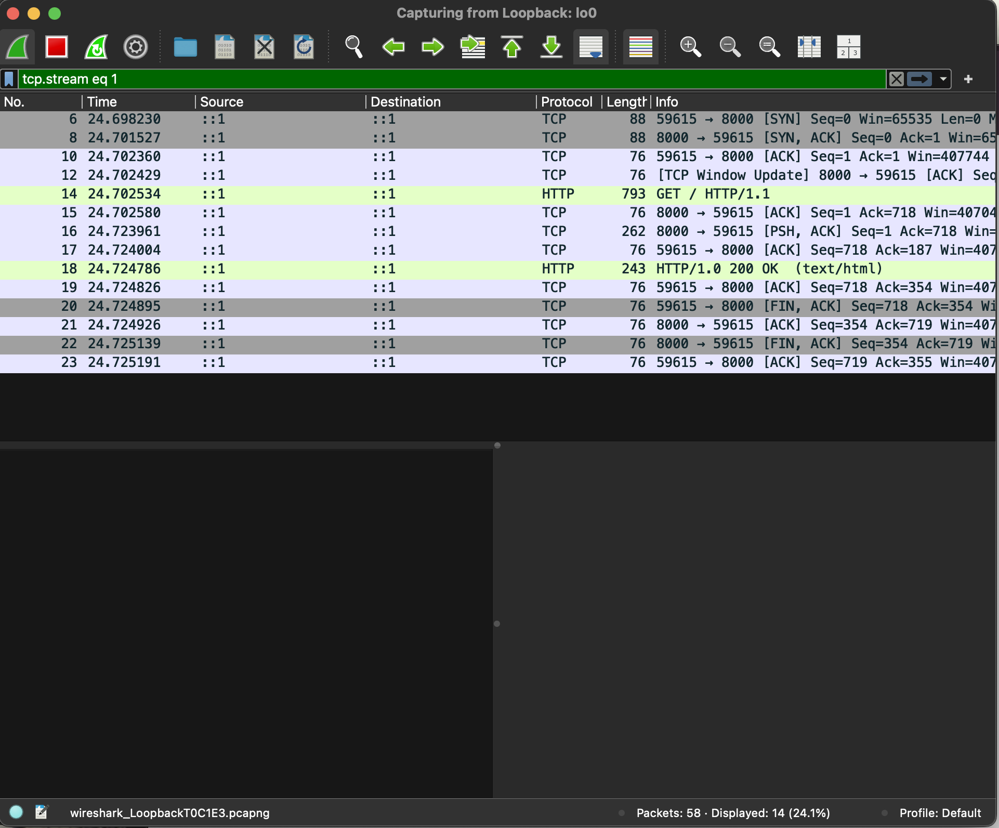 Capturing from Loopback: lo0
tcp.stream eq 1
No. Time Source Destination Protocol Length Info
6 24.698230 ::1 ::1 TCP 88 59615 → 8000 [SYN] Seq=0 Win=65535 Len=0 M
8 24.701527 ::1 ::1 TCP 88 8000 → 59615 [SYN, ACK] Seq=0 Ack=1 Win=65
10 24.702360 ::1 ::1 TCP 76 59615 → 8000 [ACK] Seq=1 Ack=1 Win=407744
12 24.702429 ::1 ::1 TCP 76 [TCP Window Update] 8000 → 59615 [ACK] Seq
14 24.702534 ::1 ::1 HTTP 793 GET / HTTP/1.1
15 24.702580 ::1 ::1 TCP 76 8000 → 59615 [ACK] Seq=1 Ack=718 Win=40704
16 24.723961 ::1 ::1 TCP 262 8000 → 59615 [PSH, ACK] Seq=1 Ack=718 Win=
17 24.724004 ::1 ::1 TCP 76 59615 → 8000 [ACK] Seq=718 Ack=187 Win=407
18 24.724786 ::1 ::1 HTTP 243 HTTP/1.0 200 OK (text/html)
19 24.724826 ::1 ::1 TCP 76 59615 → 8000 [ACK] Seq=718 Ack=354 Win=407
20 24.724895 ::1 ::1 TCP 76 59615 → 8000 [FIN, ACK] Seq=718 Ack=354 Wi
21 24.724926 ::1 ::1 TCP 76 8000 → 59615 [ACK] Seq=354 Ack=719 Win=407
22 24.725139 ::1 ::1 TCP 76 8000 → 59615 [FIN, ACK] Seq=354 Ack=719 Wi
23 24.725191 ::1 ::1 TCP 76 59615 → 8000 [ACK] Seq=719 Ack=355 Win=407
wireshark_LoopbackT0C1E3.pcapng Packets: 58 · Displayed: 14 (24.1%) Profile: Default